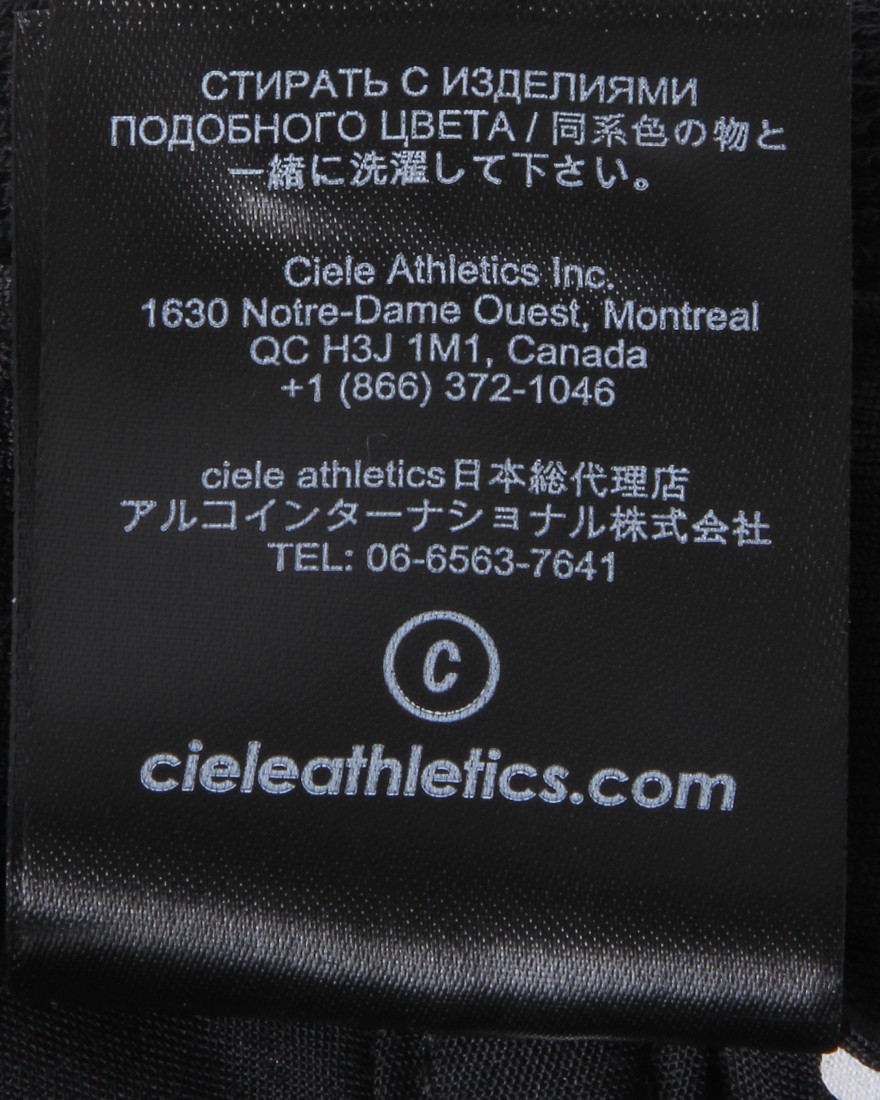 СТИРАТЬ С ИЗДЕЛИЯМИ
ПОДОБНОГО ЦВЕТА / 同系色の物と
一緒に洗濯して下さい。
Ciele Athletics Inc.
1630 Notre-Dame Ouest, Montreal
QC H3J 1M1, Canada
+1 (866) 372-1046
ciele athletics日本総代理店
アルコインターナショナル株式会社
TEL: 06-6563-7641
C
cieleathletics.com